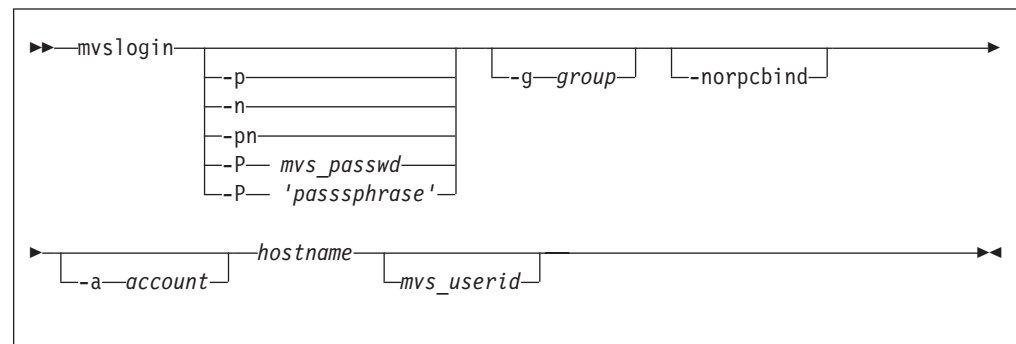 mvslogin
-p
-n
-pn
-P mvs_passwd
-P 'passsphrase'
-g group
-norpcbind
-a account
hostname
mvs_userid